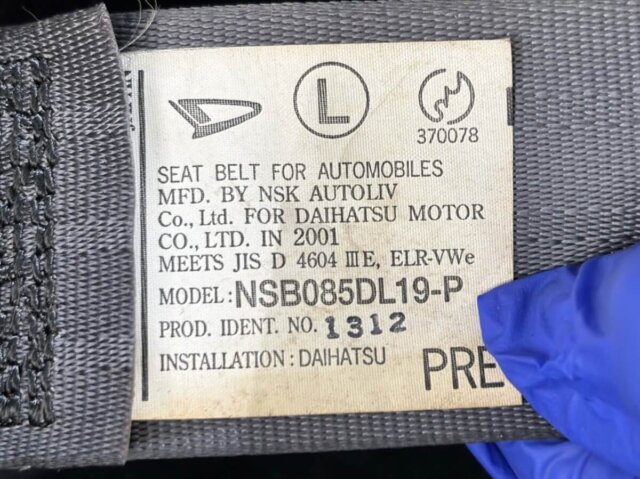 L
370078
SEAT BELT FOR AUTOMOBILES
MFD. BY NSK AUTOLIV
Co., Ltd. FOR DAIHATSU MOTOR
CO., LTD. IN 2001
MEETS JIS D 4604 ⅢE, ELR-VWe
MODEL: NSB085DL19-P
PROD. IDENT. NO. 1312
INSTALLATION: DAIHATSU
PRE